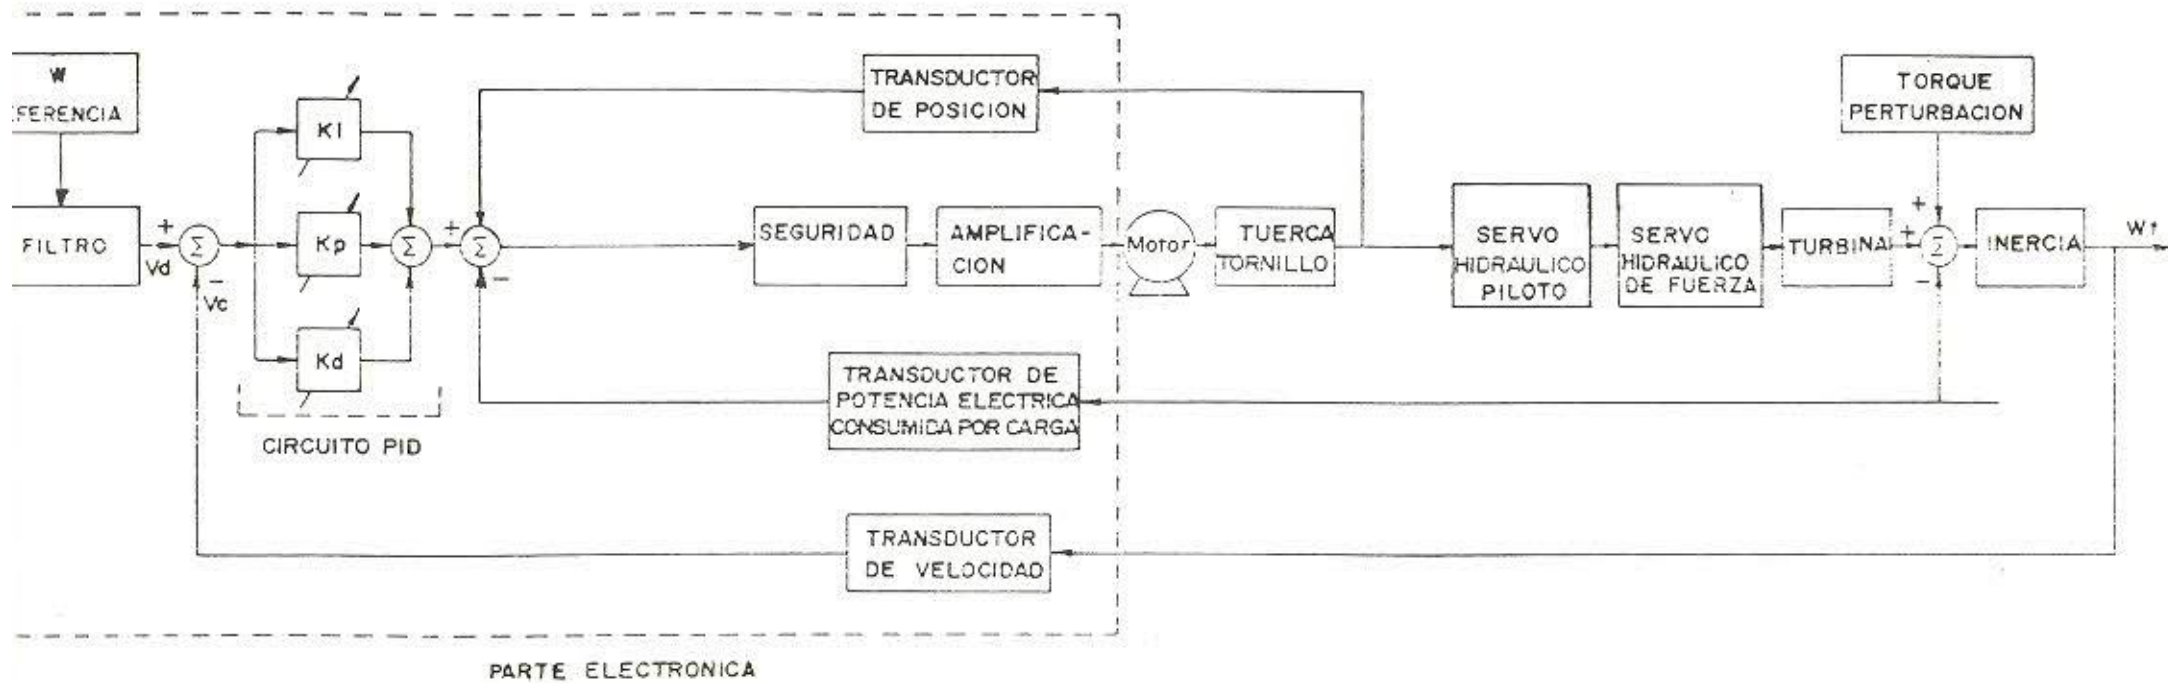 W
EFERENCIA
FILTRO
+
Vd
Σ
-
Vc
KI
Kp
Kd
CIRCUITO PID
Σ
+
Σ
-
TRANSDUCTOR
DE POSICION
SEGURIDAD
AMPLIFICA-
CION
Motor
TUERCA
TORNILLO
TRANSDUCTOR DE
POTENCIA ELECTRICA
CONSUMIDA POR CARGA
TRANSDUCTOR
DE VELOCIDAD
SERVO
HIDRAULICO
PILOTO
SERVO
HIDRAULICO
DE FUERZA
TURBINA
TORQUE
PERTURBACION
+
+
Σ
-
INERCIA
PARTE ELECTRONICA